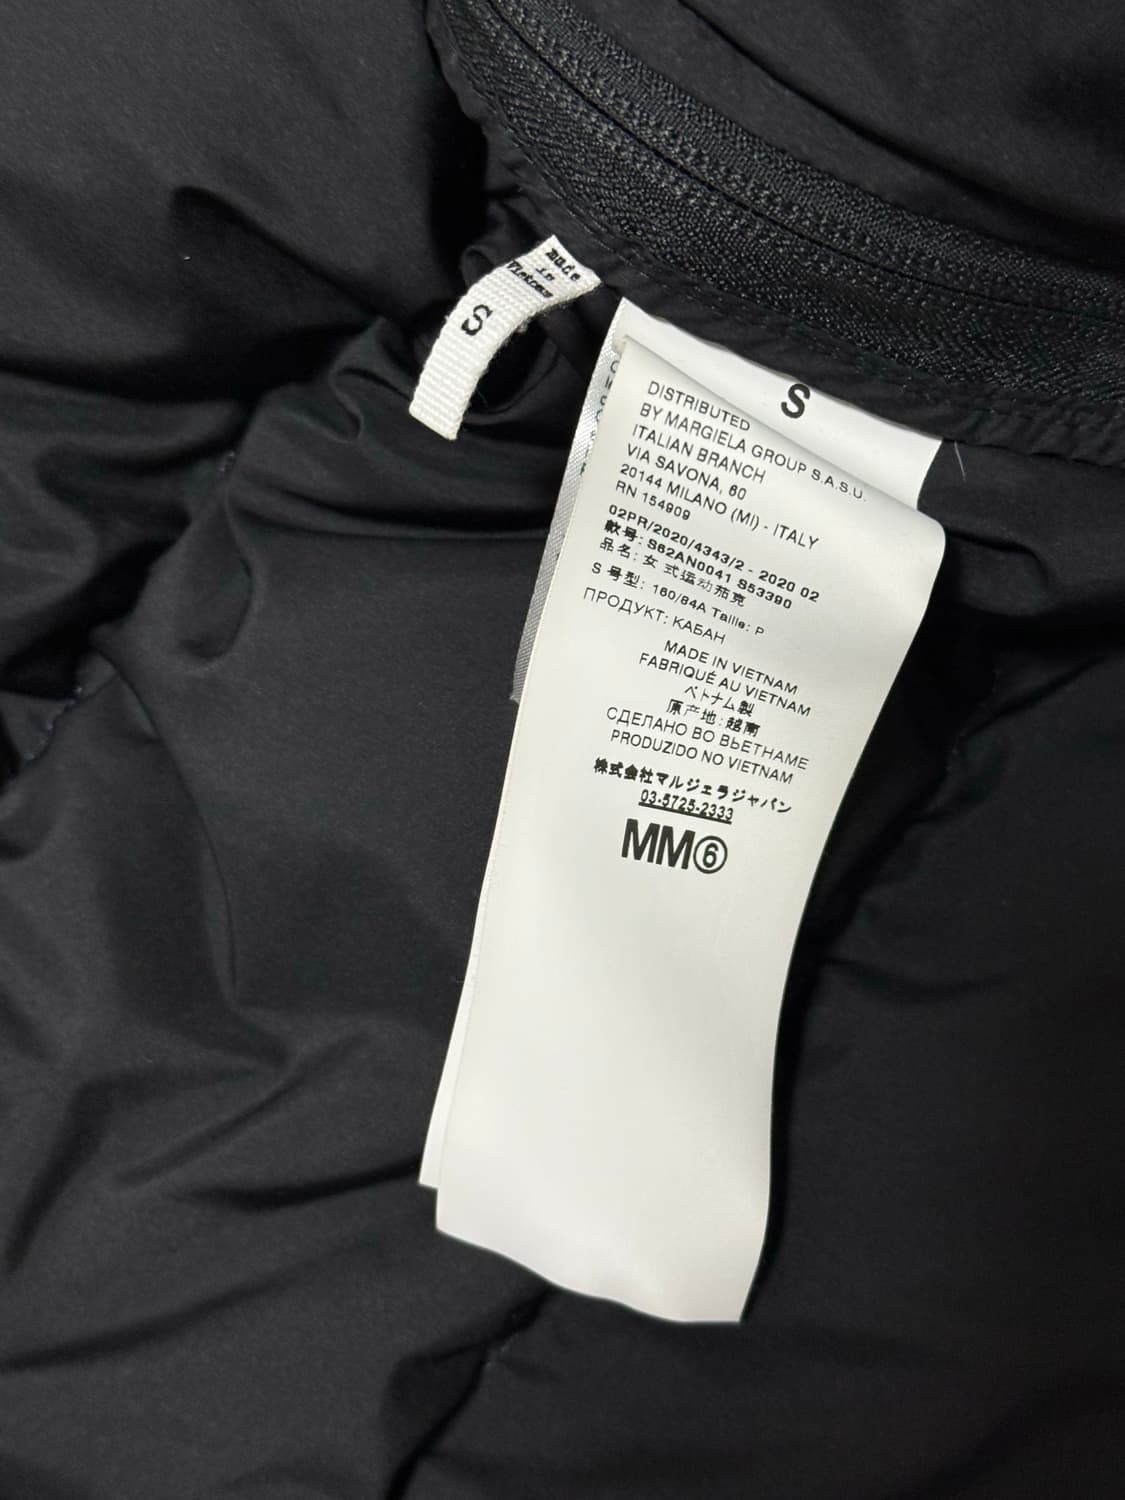 made
in
Vietnam
S
S
DISTRIBUTED
BY MARGIELA GROUP S.A.S.U.
ITALIAN BRANCH
VIA SAVONA, 60
20144 MILANO (MI) - ITALY
RN 154909
02PR/2020/4343/2 - 2020 02
款号: S62AN0041 S53390
品名: 女 式运动茄克
S 号型: 160/84A Taille: P
ПРОДУКТ: КАБАН
MADE IN VIETNAM
FABRIQUÉ AU VIETNAM
ベトナム製
原产地: 越南
СДЕЛАНО ВО ВЬЕТНАМЕ
PRODUZIDO NO VIETNAM
株式会社マルジェラジャパン
03-5725-2333
MM⑥